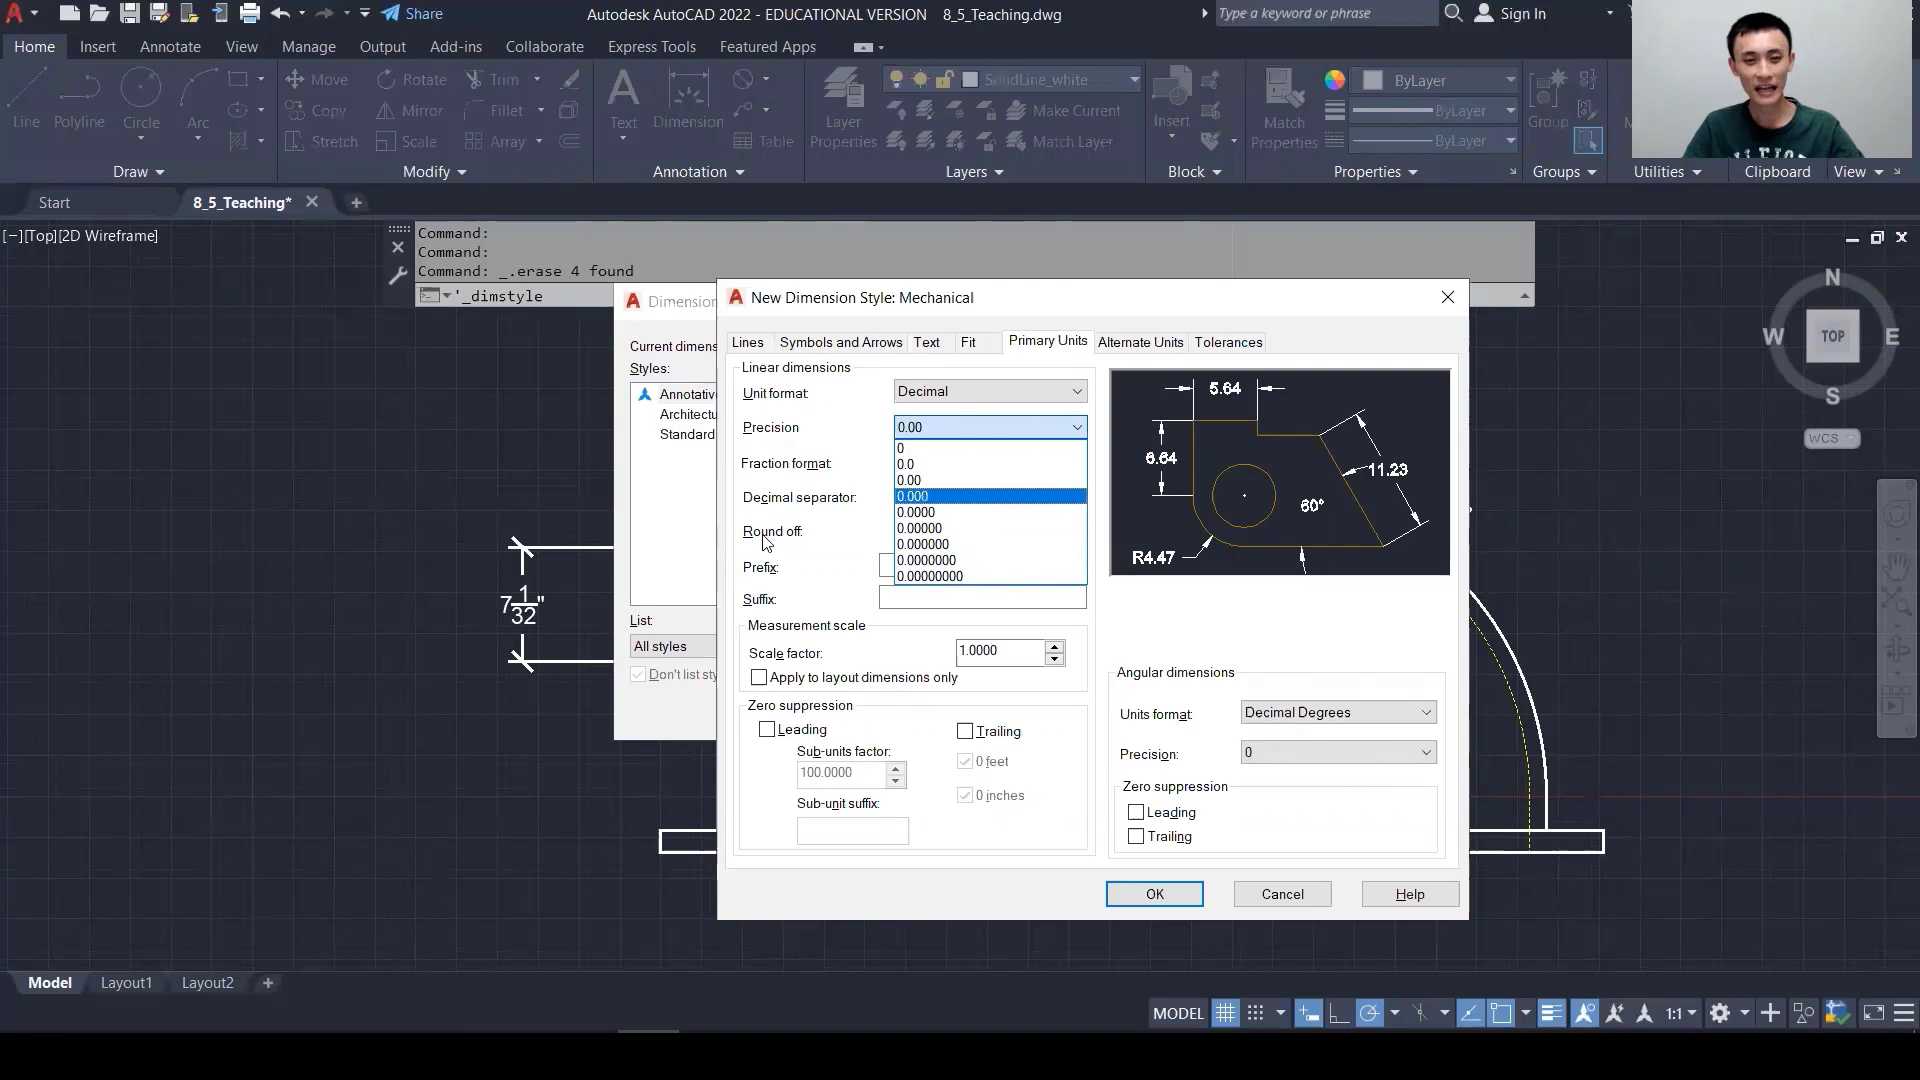 Share
Autodesk AutoCAD 2022 - EDUCATIONAL VERSION 8_5_Teaching.dwg
Type a keyword or phrase
Sign In
Home Insert Annotate View Manage Output Add-ins Collaborate Express Tools Featured Apps
Line Polyline Circle Arc
Move Rotate Trim
Copy Mirror Fillet
Stretch Scale Array
Text Dimension Table
Layer Properties
SolidLine_white
Make Current
Match Layer
Insert
Match Properties
ByLayer
ByLayer
ByLayer
Group
Draw Modify Annotation Layers Block Properties Groups Utilities Clipboard View
Start 8_5_Teaching*
[−][Top][2D Wireframe]
Command:
Command:
Command: _.erase 4 found
'_dimstyle
N
W TOP E
S
WCS
Dimension
Current dimens
Styles:
Annotative
Architectu
Standard
List:
All styles
Don't list sty
7 1/32"
New Dimension Style: Mechanical
Lines Symbols and Arrows Text Fit Primary Units Alternate Units Tolerances
Linear dimensions
Unit format: Decimal
Precision 0.00
0
0.0
0.00
0.000
0.0000
0.00000
0.000000
0.0000000
0.00000000
Fraction format:
Decimal separator:
Round off:
Prefix:
Suffix:
Measurement scale
Scale factor: 1.0000
Apply to layout dimensions only
Zero suppression
Leading Trailing
Sub-units factor: 0 feet
100.0000
Sub-unit suffix: 0 inches
5.64
6.64
11.23
60°
R4.47
Angular dimensions
Units format: Decimal Degrees
Precision: 0
Zero suppression
Leading
Trailing
OK Cancel Help
Model Layout1 Layout2
MODEL 1:1